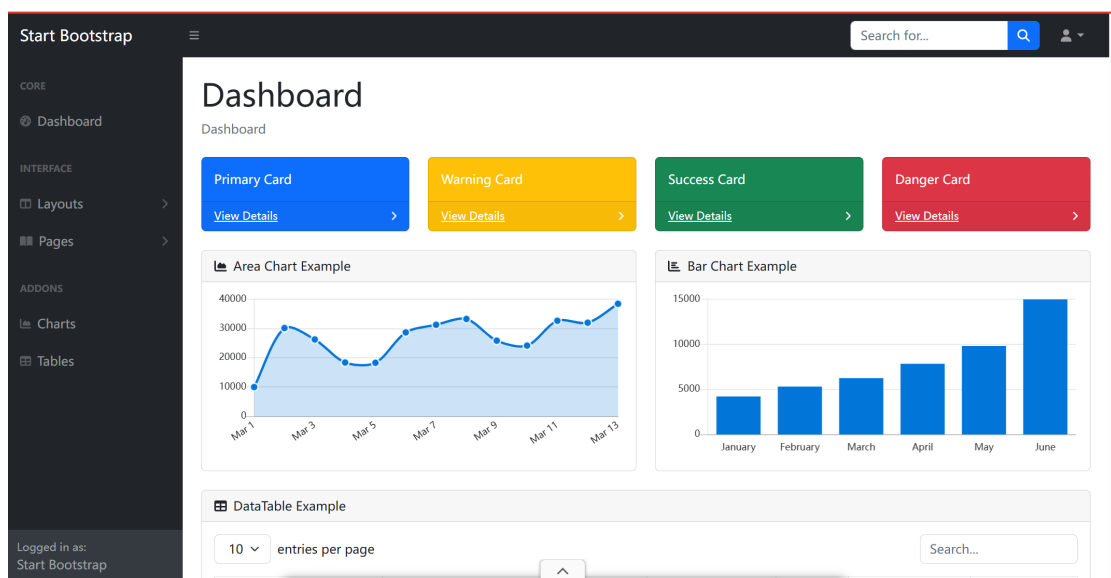 Start Bootstrap
Search for...
CORE
Dashboard
INTERFACE
Layouts
Pages
ADDONS
Charts
Tables
Logged in as:
Start Bootstrap
Dashboard
Dashboard
Primary Card
View Details
Warning Card
View Details
Success Card
View Details
Danger Card
View Details
Area Chart Example
40000
30000
20000
10000
0
Mar 1
Mar 3
Mar 5
Mar 7
Mar 9
Mar 11
Mar 13
Bar Chart Example
15000
10000
5000
0
January February March April May June
DataTable Example
10 entries per page
Search...